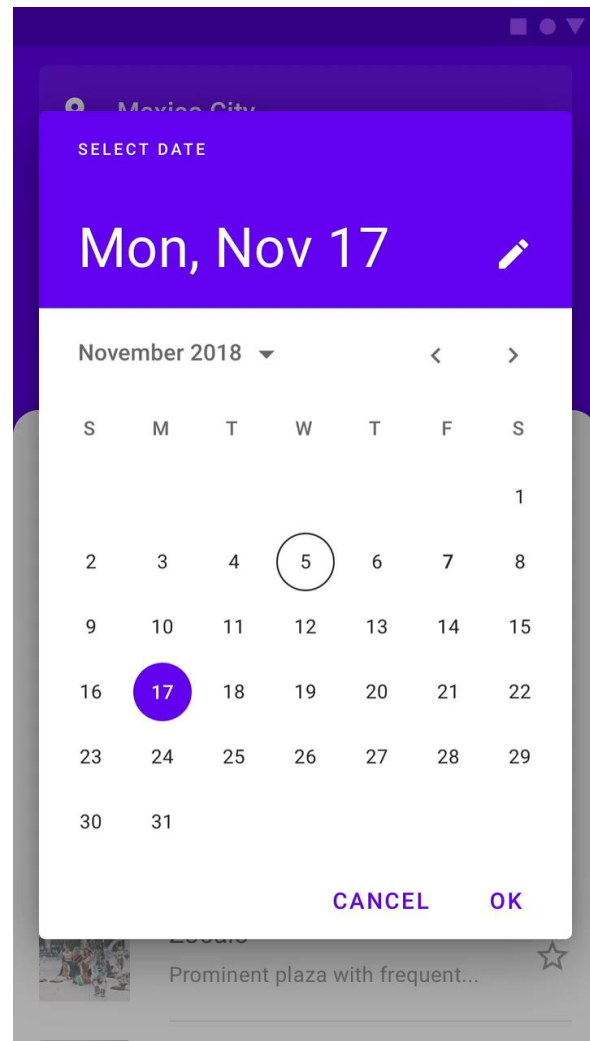 Mexico City
SELECT DATE
Mon, Nov 17
November 2018
S M T W T F S
1
2 3 4 5 6 7 8
9 10 11 12 13 14 15
16 17 18 19 20 21 22
23 24 25 26 27 28 29
30 31
CANCEL OK
Prominent plaza with frequent...